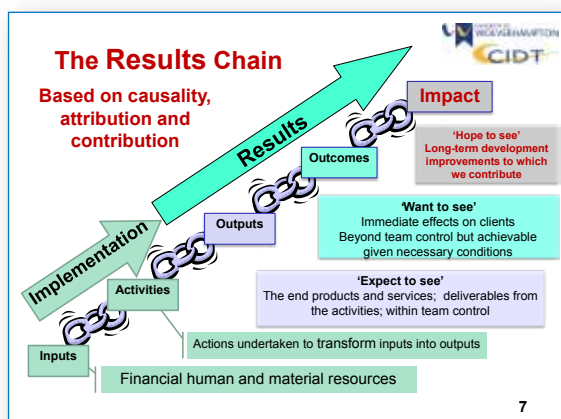 UNIVERSITY OF
WOLVERHAMPTON
CIDT
The Results Chain
Based on causality,
attribution and
contribution
Impact
Results
'Hope to see'
Long-term development
improvements to which
we contribute
Outcomes
'Want to see'
Immediate effects on clients
Beyond team control but achievable
given necessary conditions
Outputs
Implementation
'Expect to see'
The end products and services; deliverables from
the activities; within team control
Activities
Actions undertaken to transform inputs into outputs
Inputs
Financial human and material resources
7